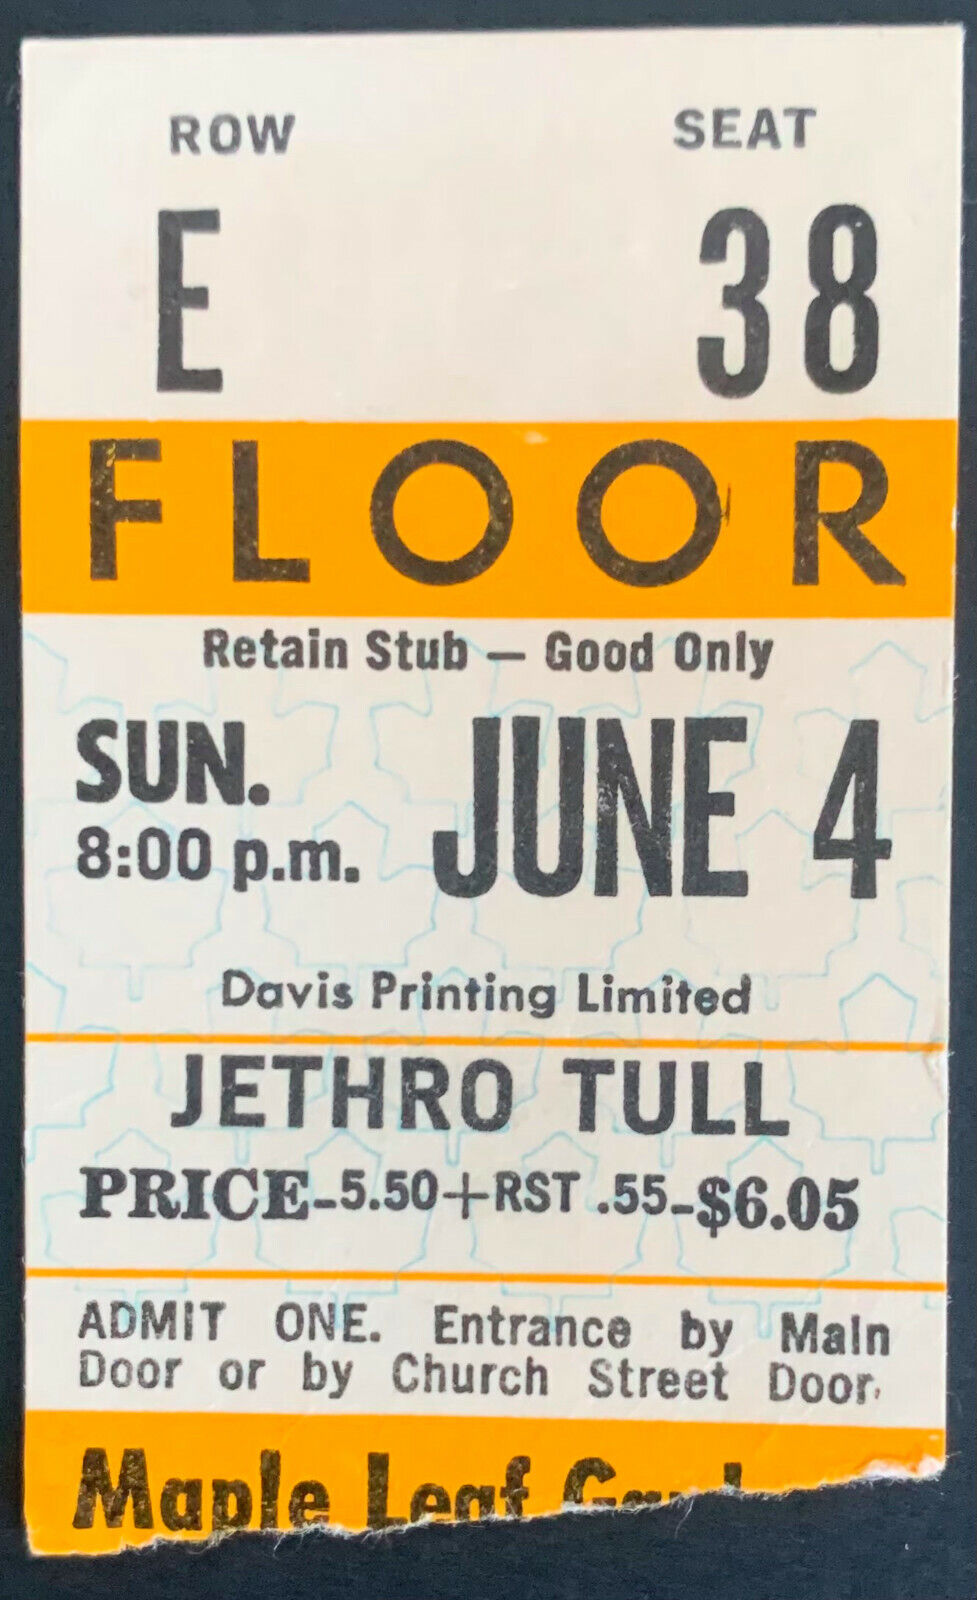 ROW SEAT
E 38
FLOOR
Retain Stub — Good Only
SUN. JUNE 4
8:00 p.m.
Davis Printing Limited
JETHRO TULL
PRICE-5.50+RST .55-$6.05
ADMIT ONE. Entrance by Main
Door or by Church Street Door.
Maple Leaf